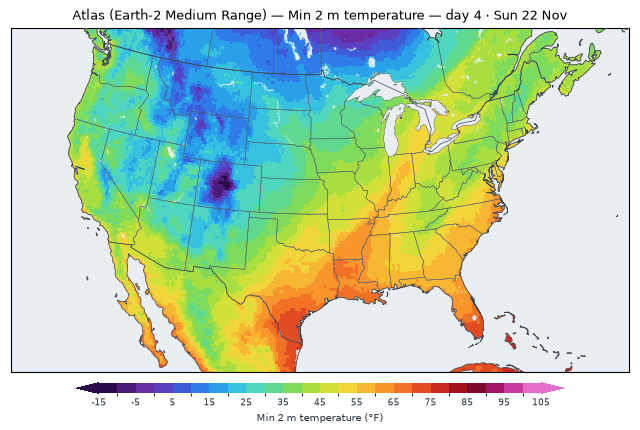 Atlas (Earth-2 Medium Range) — Min 2 m temperature — day 4 · Sun 22 Nov
-15 -5 5 15 25 35 45 55 65 75 85 95 105
Min 2 m temperature (°F)